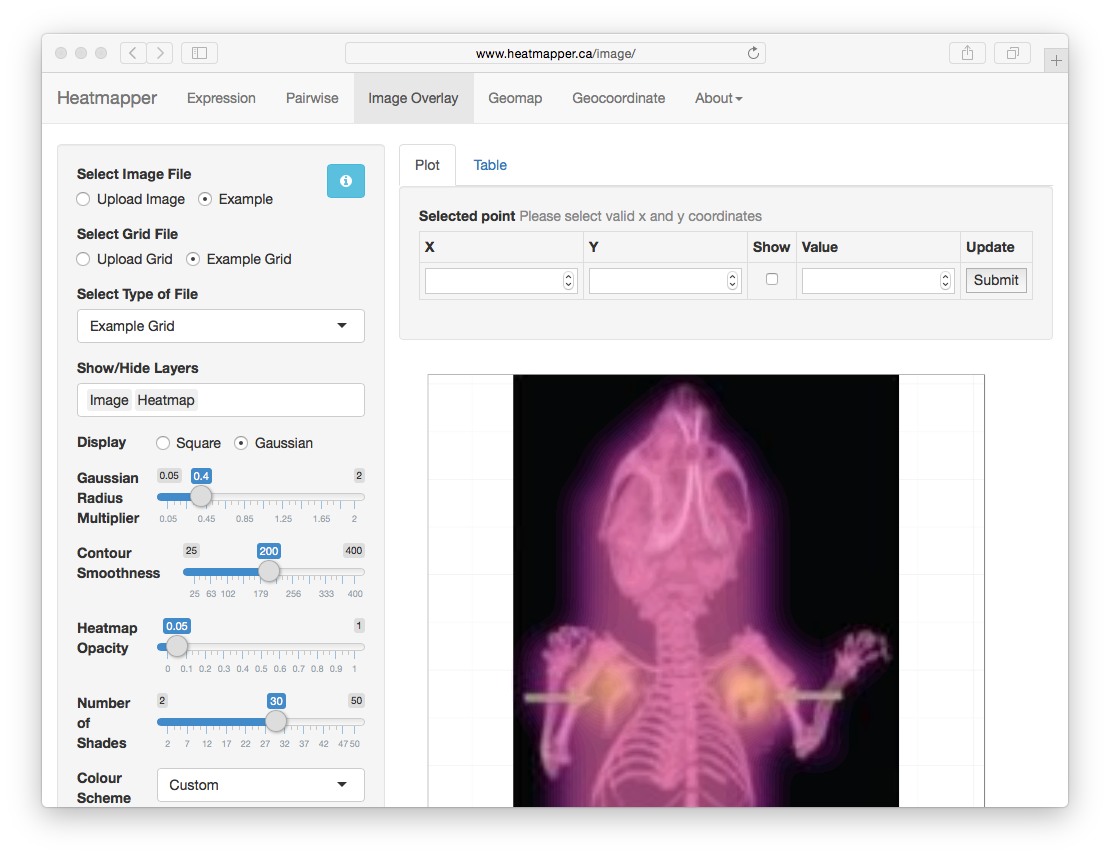 www.heatmapper.ca/image/
Heatmapper Expression Pairwise Image Overlay Geomap Geocoordinate About
Select Image File
Upload Image Example
Select Grid File
Upload Grid Example Grid
Select Type of File
Example Grid
Show/Hide Layers
Image Heatmap
Display Square Gaussian
Gaussian Radius Multiplier
0.05 0.4 2
0.05 0.45 0.85 1.25 1.65 2
Contour Smoothness
25 200 400
25 63 102 179 256 333 400
Heatmap Opacity
0.05 1
0 0.1 0.2 0.3 0.4 0.5 0.6 0.7 0.8 0.9 1
Number of Shades
2 30 50
2 7 12 17 22 27 32 37 42 47 50
Colour Scheme
Custom
Plot Table
Selected point Please select valid x and y coordinates
X Y Show Value Update
Submit